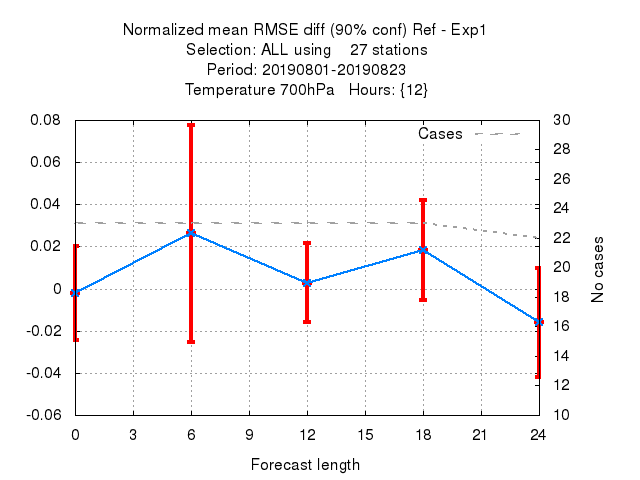 Normalized mean RMSE diff (90% conf) Ref - Exp1
Selection: ALL using    27 stations
Period: 20190801-20190823
Temperature 700hPa   Hours: {12}
Cases
0.08
0.06
0.04
0.02
0
-0.02
-0.04
-0.06
30
28
26
24
22
20
18
16
14
12
10
No cases
0 3 6 9 12 15 18 21 24
Forecast length